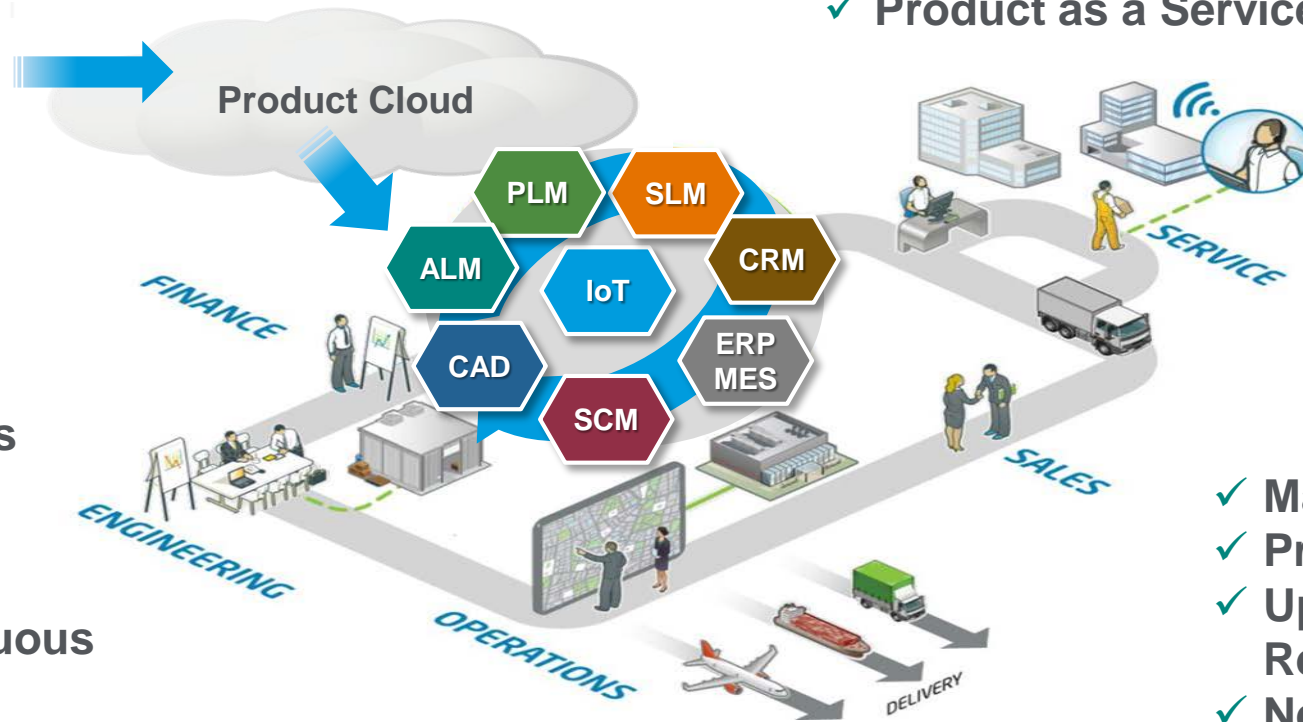 ✓ Product as a Service
Product Cloud
PLM
SLM
ALM
IoT
CRM
CAD
ERP
MES
SCM
FINANCE
SERVICE
ENGINEERING
SALES
OPERATIONS
DELIVERY
uous
s
✓ Ma
✓ Pr
✓ Up
Re
✓ Ne